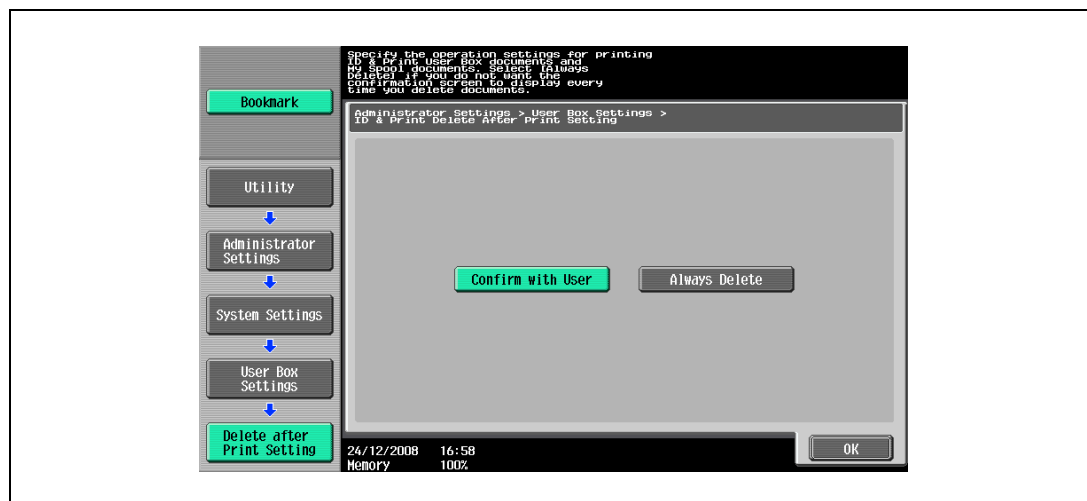 Specify the operation settings for printing
ID & Print User Box documents and
My Spool documents. Select [Always
Delete] if you do not want the
confirmation screen to display every
time you delete documents.
Bookmark
Administrator Settings > User Box Settings >
ID & Print Delete After Print Setting
Utility
Administrator
Settings
System Settings
User Box
Settings
Delete after
Print Setting
Confirm with User
Always Delete
24/12/2008 16:58
Memory 100%
OK